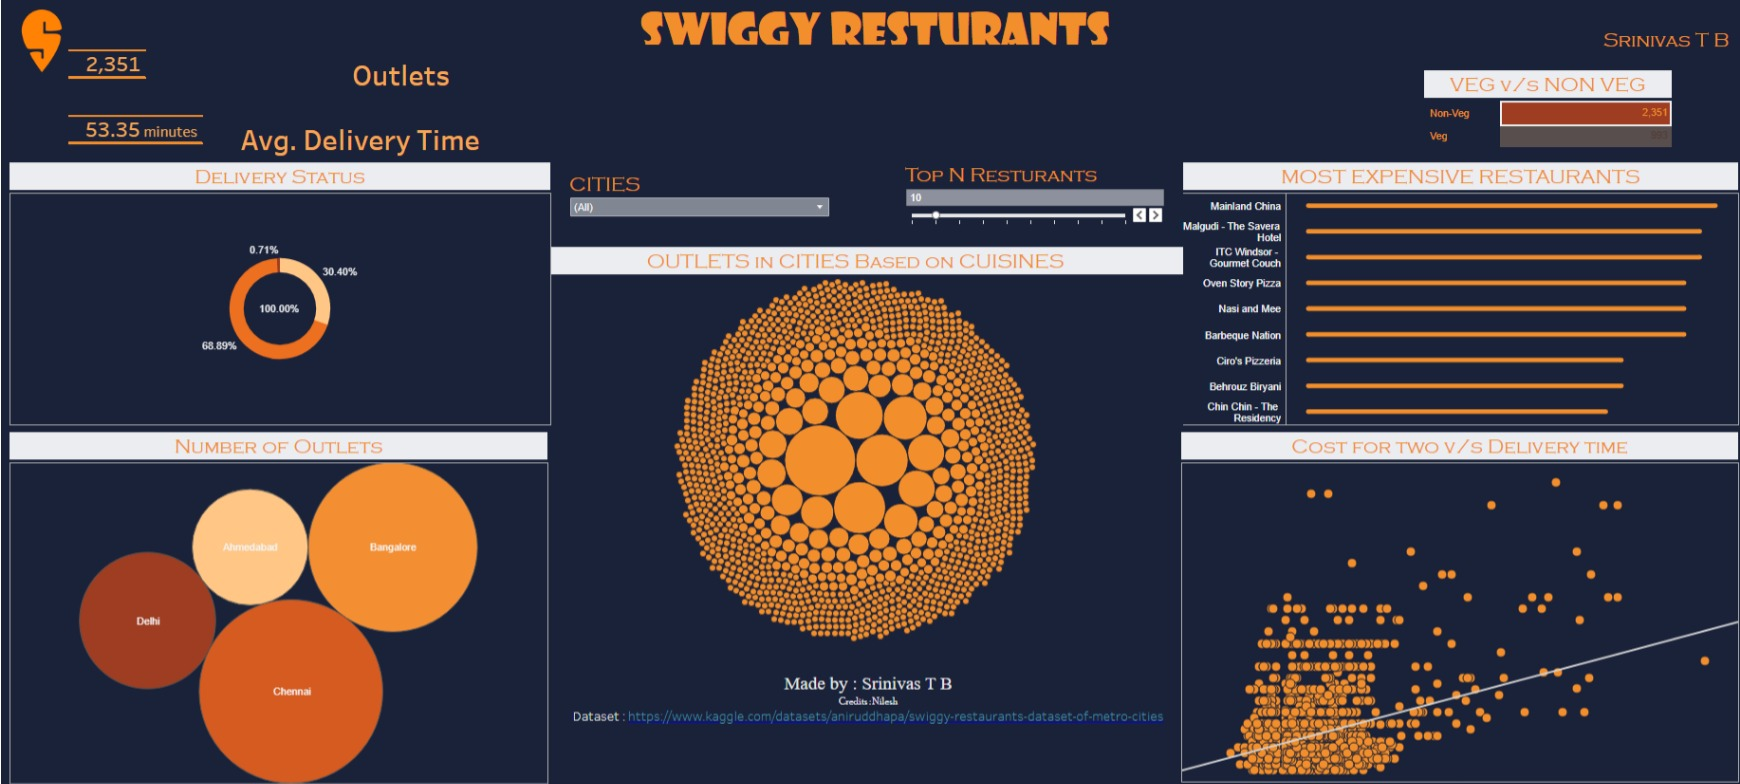 SWIGGY RESTURANTS
SRINIVAS T B
2,351
Outlets
53.35 minutes
Avg. Delivery Time
VEG v/s NON VEG
Non-Veg
2,351
Veg
DELIVERY STATUS
0.71%
30.40%
100.00%
68.89%
CITIES
(All)
TOP N RESTURANTS
10
MOST EXPENSIVE RESTAURANTS
Mainland China
Malgudi - The Savera
Hotel
ITC Windsor -
Gourmet Couch
Oven Story Pizza
Nasi and Mee
Barbeque Nation
Ciro's Pizzeria
Behrouz Biryani
Chin Chin - The
Residency
OUTLETS IN CITIES BASED ON CUISINES
NUMBER OF OUTLETS
Ahmedabad
Bangalore
Delhi
Chennai
Made by : Srinivas T B
Credits :Nilesh
Dataset : https://www.kaggle.com/datasets/aniruddhapa/swiggy-restaurants-dataset-of-metro-cities
COST FOR TWO V/S DELIVERY TIME